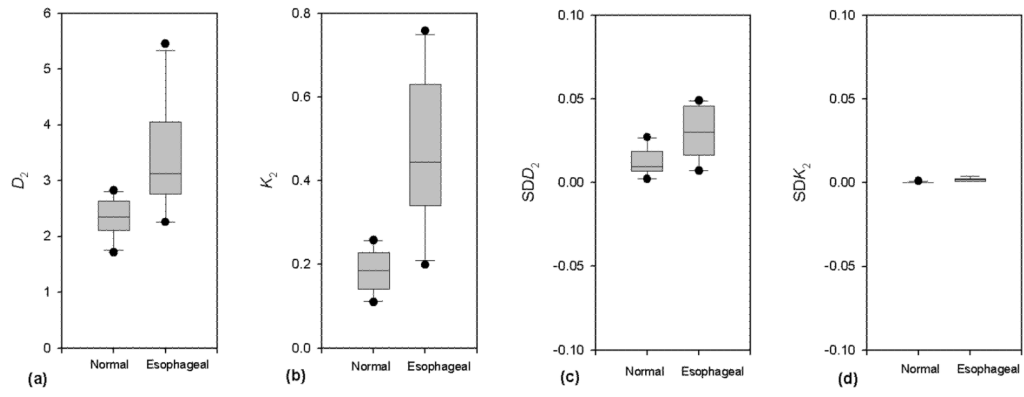 6
5
4
3
2
1
0
D2
Normal Esophageal
(a)
0.8
0.6
0.4
0.2
0.0
K2
Normal Esophageal
(b)
0.10
0.05
0.00
-0.05
-0.10
SDD2
Normal Esophageal
(c)
0.10
0.05
0.00
-0.05
-0.10
SDK2
Normal Esophageal
(d)